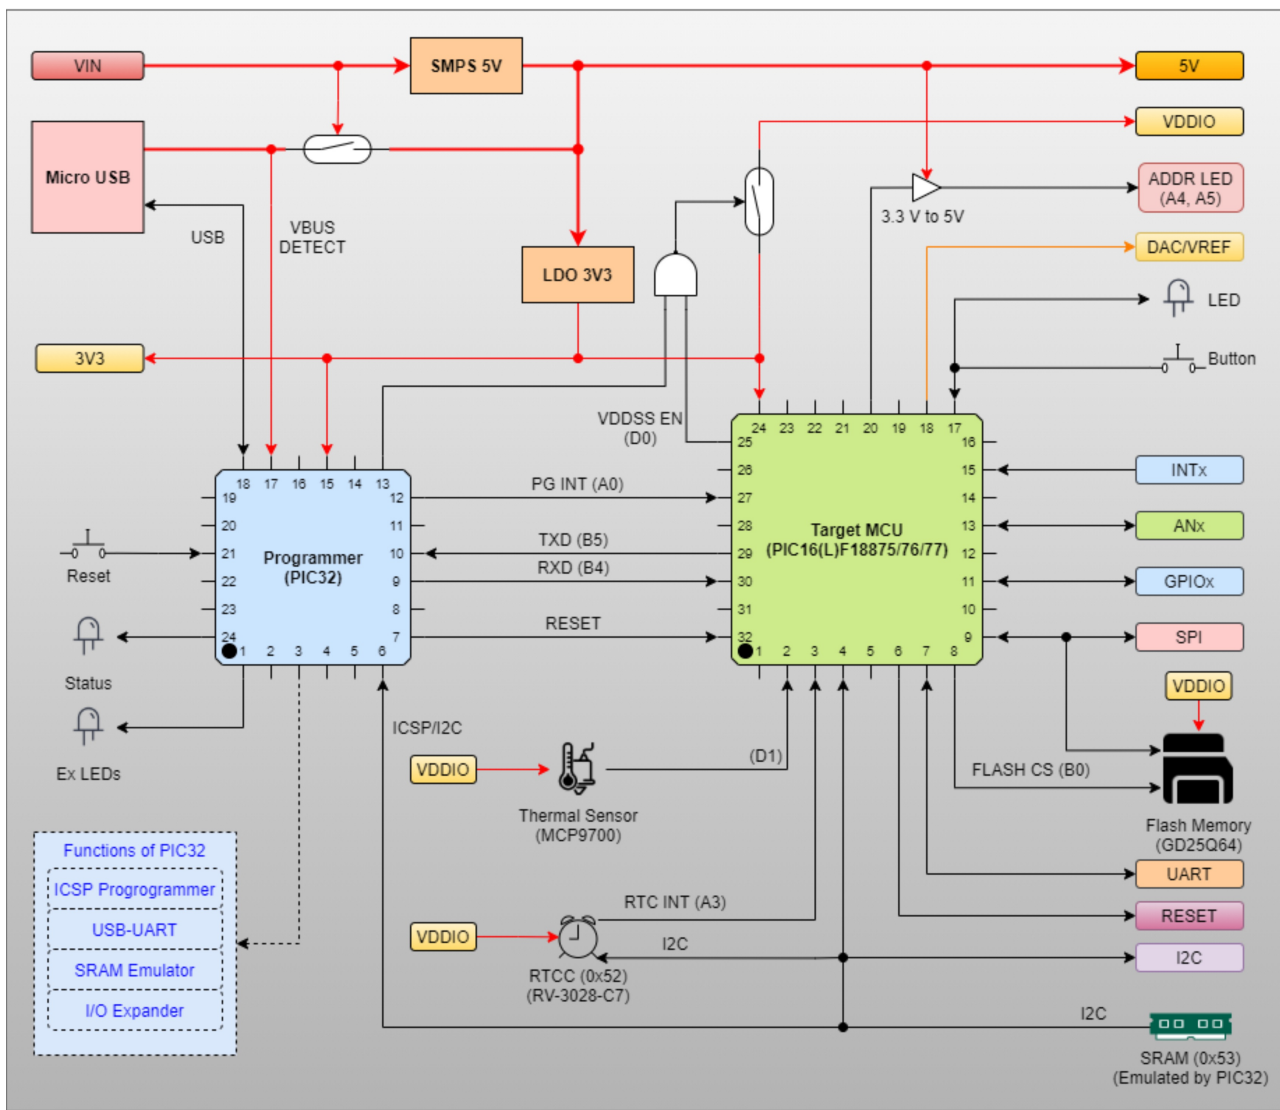 VIN
SMPS 5V
5V
VDDIO
Micro USB
ADDR LED
(A4, A5)
3.3 V to 5V
USB
VBUS
DETECT
DAC/VREF
LDO 3V3
LED
3V3
Button
VDDSS EN
(D0)
24 23 22 21 20 19 18 17
25 16
26 15
27 14
28 13
29 12
30 11
31 10
32 9
1 2 3 4 5 6 7 8
Target MCU
(PIC16(L)F18875/76/77)
INTx
ANx
GPIOx
SPI
18 17 16 15 14 13
19 12
20 11
21 10
22 9
23 8
24 7
1 2 3 4 5 6
Programmer
(PIC32)
PG INT (A0)
TXD (B5)
RXD (B4)
RESET
Reset
Status
Ex LEDs
ICSP/I2C
VDDIO
(D1)
Thermal Sensor
(MCP9700)
VDDIO
FLASH CS (B0)
Flash Memory
(GD25Q64)
Functions of PIC32
ICSP Progrogrammer
USB-UART
SRAM Emulator
I/O Expander
UART
RTC INT (A3)
RESET
VDDIO
I2C
I2C
RTCC (0x52)
(RV-3028-C7)
I2C
SRAM (0x53)
(Emulated by PIC32)